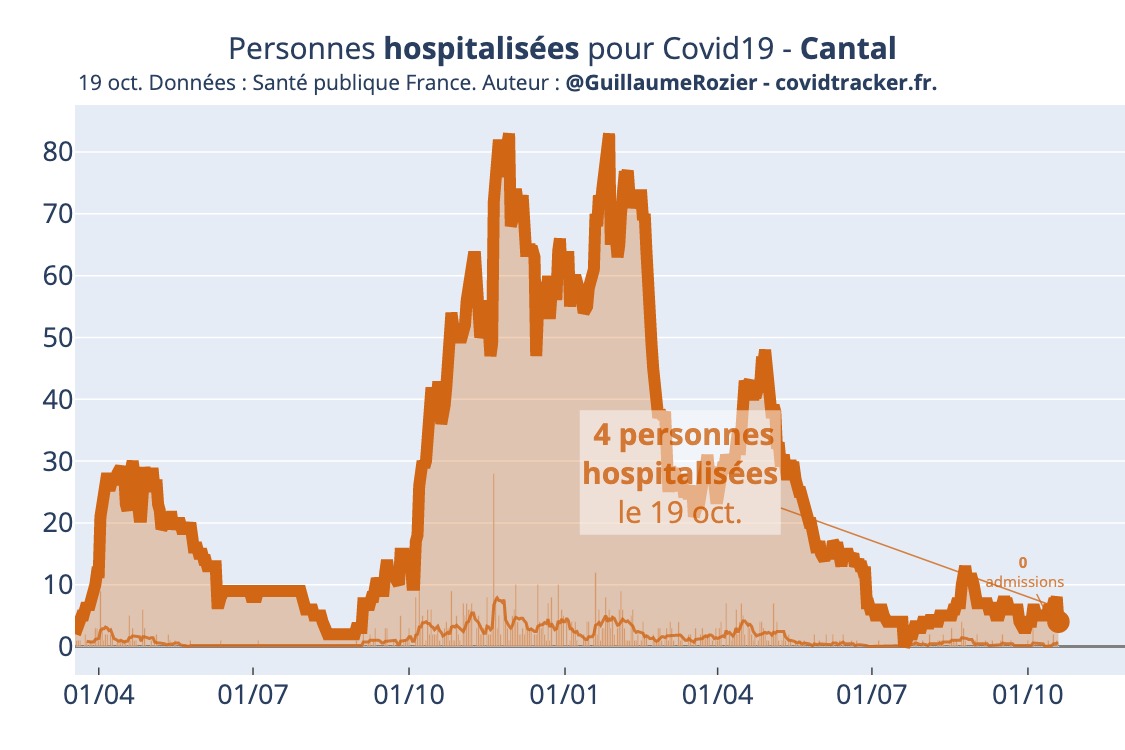 Personnes hospitalisées pour Covid19 - Cantal
19 oct. Données : Santé publique France. Auteur : @GuillaumeRozier - covidtracker.fr.
80
70
60
50
40
30
20
10
0
4 personnes
hospitalisées
le 19 oct.
0
admissions
01/04 01/07 01/10 01/01 01/04 01/07 01/10